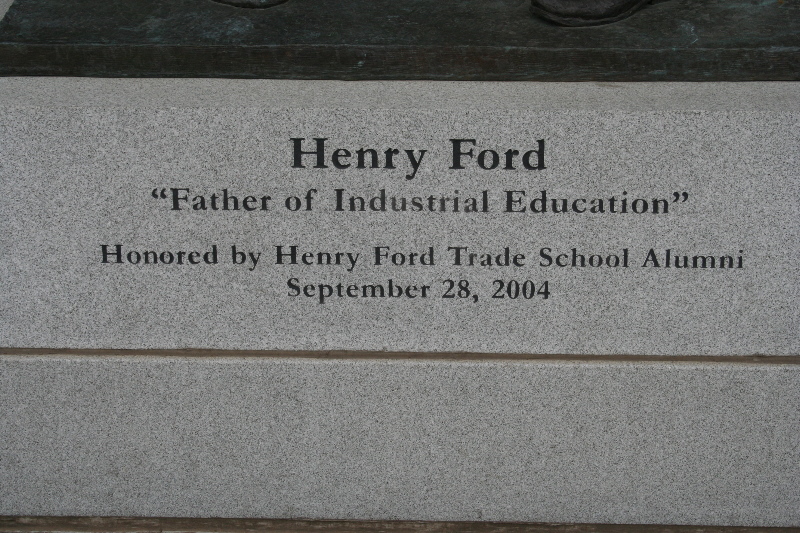 Henry Ford
“Father of Industrial Education”
Honored by Henry Ford Trade School Alumni
September 28, 2004